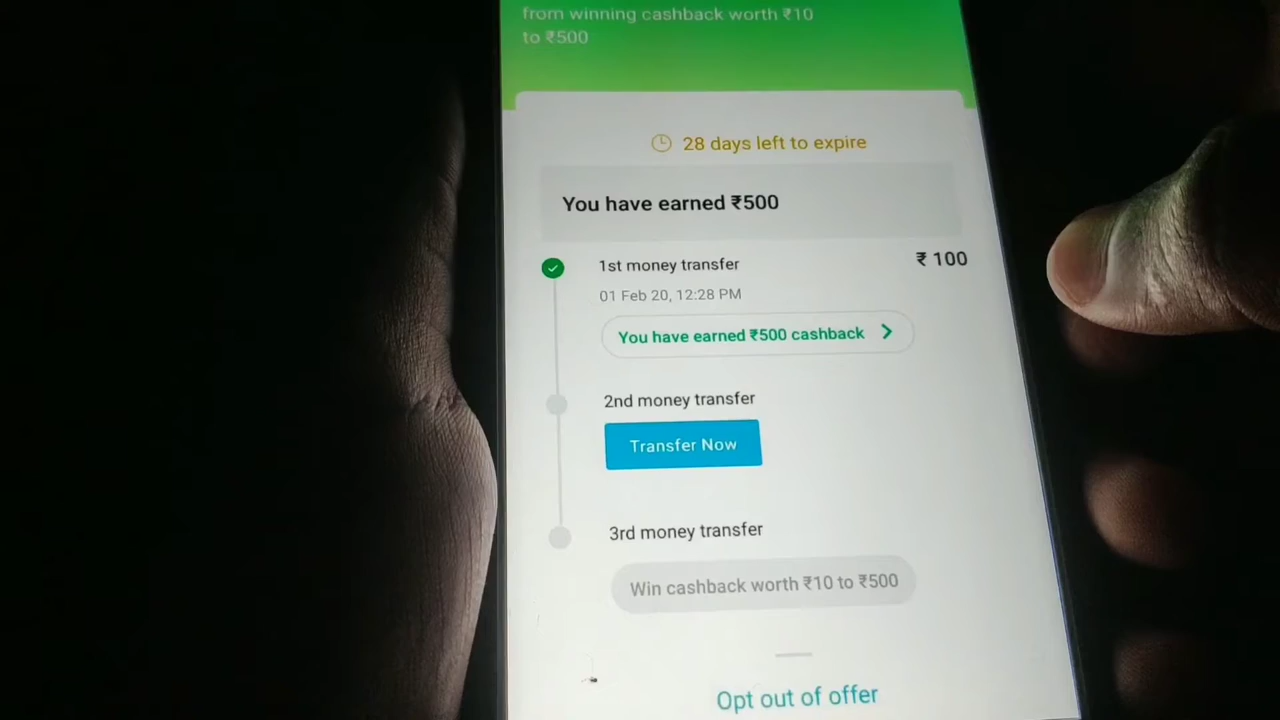 from winning cashback worth ₹10
to ₹500
28 days left to expire
You have earned ₹500
1st money transfer
₹ 100
01 Feb 20, 12:28 PM
You have earned ₹500 cashback
2nd money transfer
Transfer Now
3rd money transfer
Win cashback worth ₹10 to ₹500
Opt out of offer